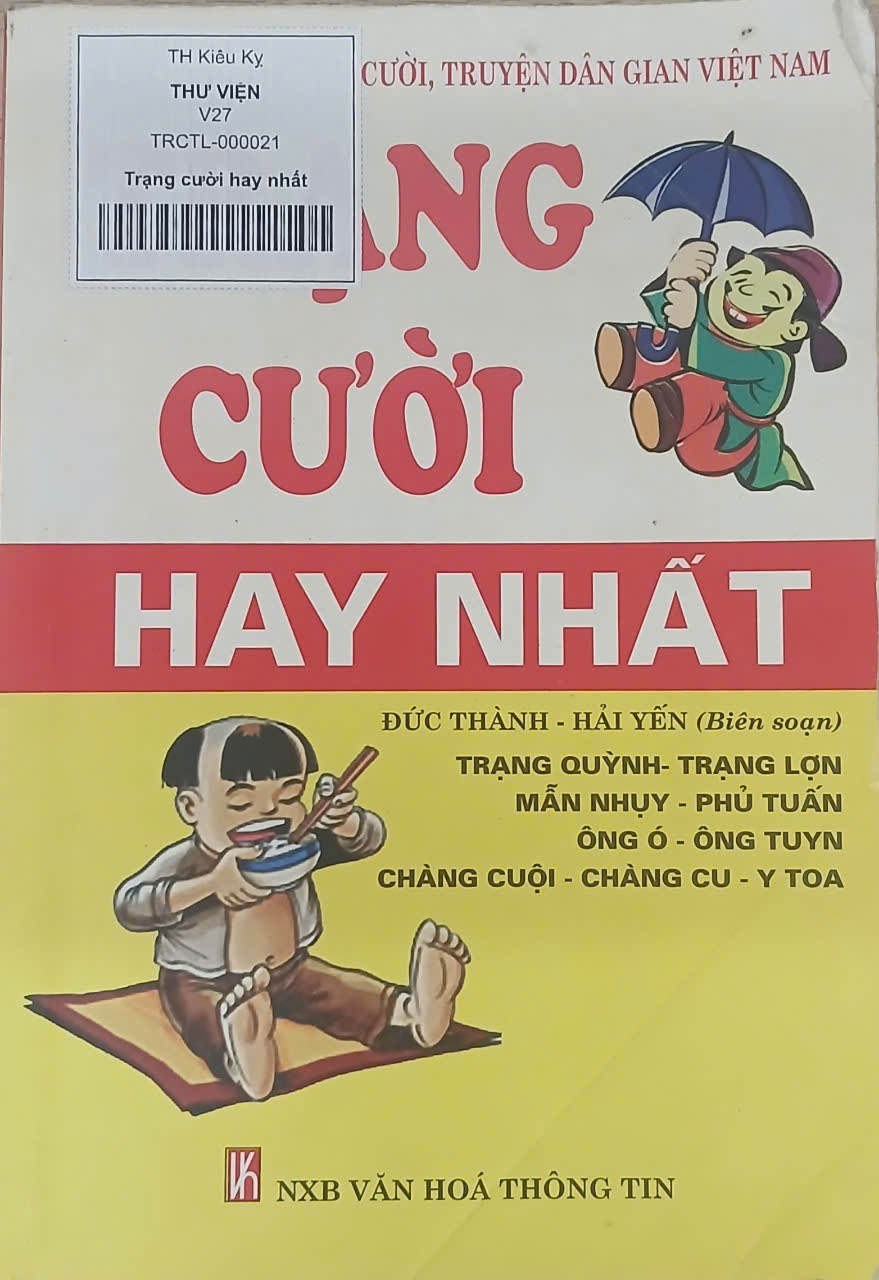 TH Kiêu Kỵ
THƯ VIỆN
V27
TRCTL-000021
Trạng cười hay nhất
CƯỜI, TRUYỆN DÂN GIAN VIỆT NAM
ẠNG
CƯỜI
HAY NHẤT
ĐỨC THÀNH - HẢI YẾN (Biên soạn)
TRẠNG QUỲNH- TRẠNG LỢN
MẪN NHỤY - PHỦ TUẤN
ÔNG Ó - ÔNG TUYN
CHÀNG CUỘI - CHÀNG CU - Y TOA
NXB VĂN HOÁ THÔNG TIN